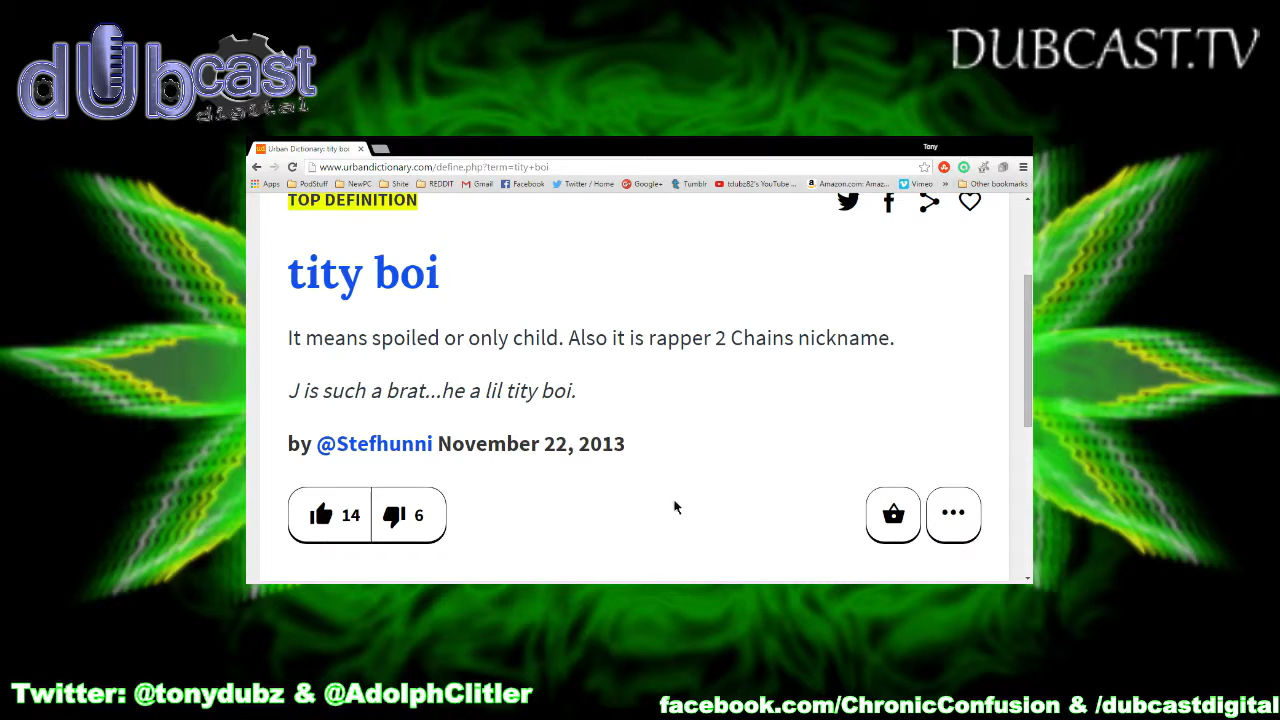 dUbcast
digital
DUBCAST.TV
Urban Dictionary: tity boi
Tony
www.urbandictionary.com/define.php?term=tity+boi
Apps PodStuff NewPC Shite REDDIT Gmail Facebook Twitter / Home Google+ Tumblr tdubz82's YouTube ... Amazon.com: Amaz... Vimeo » Other bookmarks
TOP DEFINITION
tity boi
It means spoiled or only child. Also it is rapper 2 Chains nickname.
J is such a brat...he a lil tity boi.
by @Stefhunni November 22, 2013
14 6
Twitter: @tonydubz & @AdolphClitler
facebook.com/ChronicConfusion & /dubcastdigital